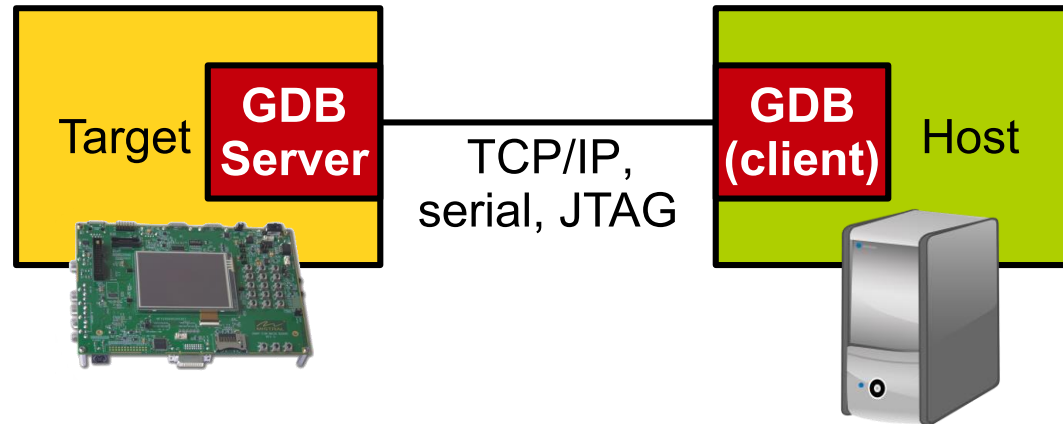 Target
GDB
Server
TCP/IP,
serial, JTAG
GDB
(client)
Host